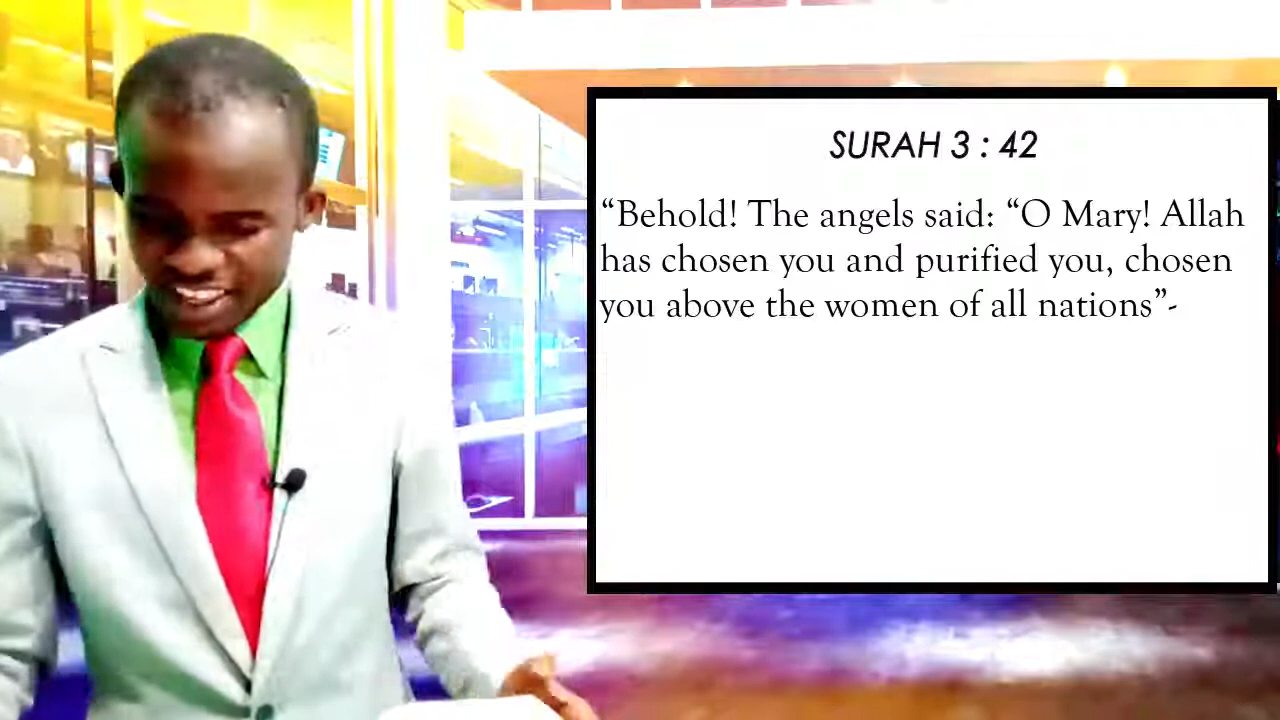 SURAH 3 : 42
“Behold! The angels said: “O Mary! Allah
has chosen you and purified you, chosen
you above the women of all nations”-